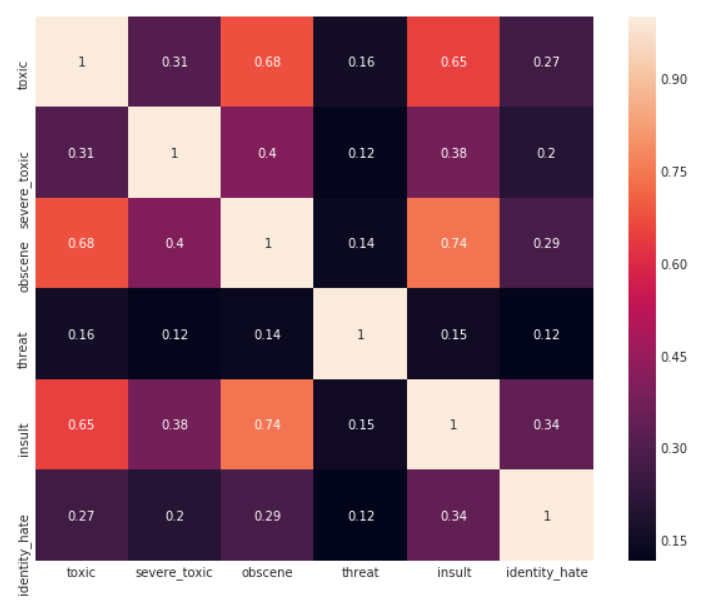 toxic 1 0.31 0.68 0.16 0.65 0.27
severe_toxic 0.31 1 0.4 0.12 0.38 0.2
obscene 0.68 0.4 1 0.14 0.74 0.29
threat 0.16 0.12 0.14 1 0.15 0.12
insult 0.65 0.38 0.74 0.15 1 0.34
identity_hate 0.27 0.2 0.29 0.12 0.34 1
toxic severe_toxic obscene threat insult identity_hate
0.90
0.75
0.60
0.45
0.30
0.15